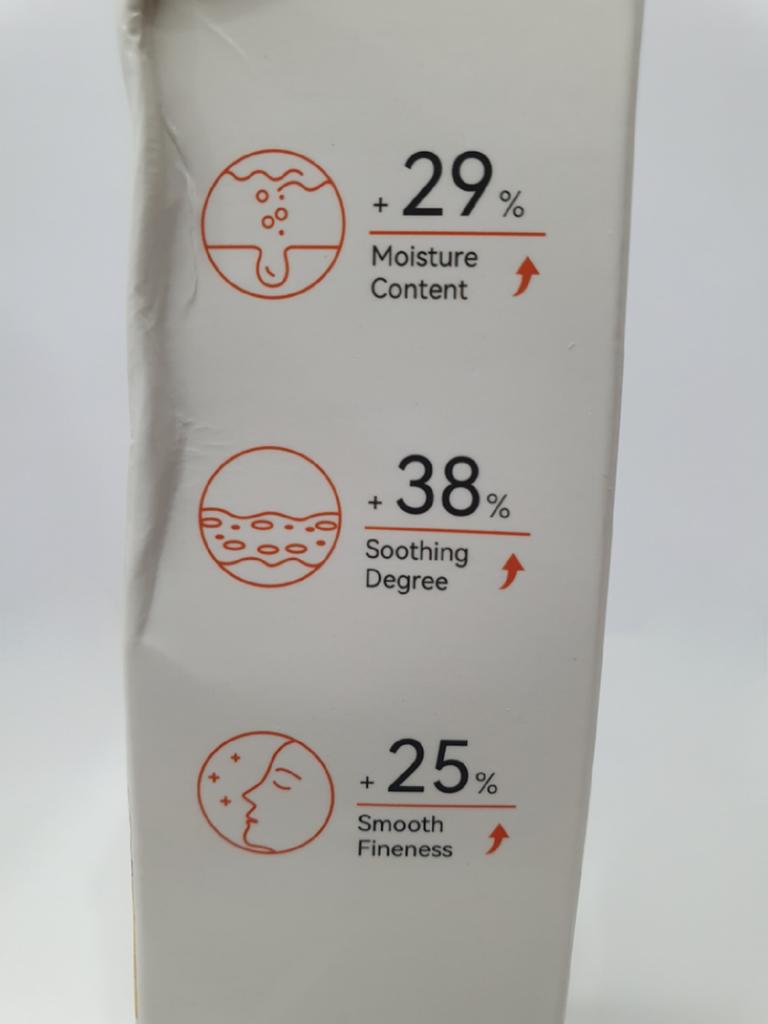 + 29 %
Moisture
Content
+ 38 %
Soothing
Degree
+ 25 %
Smooth
Fineness